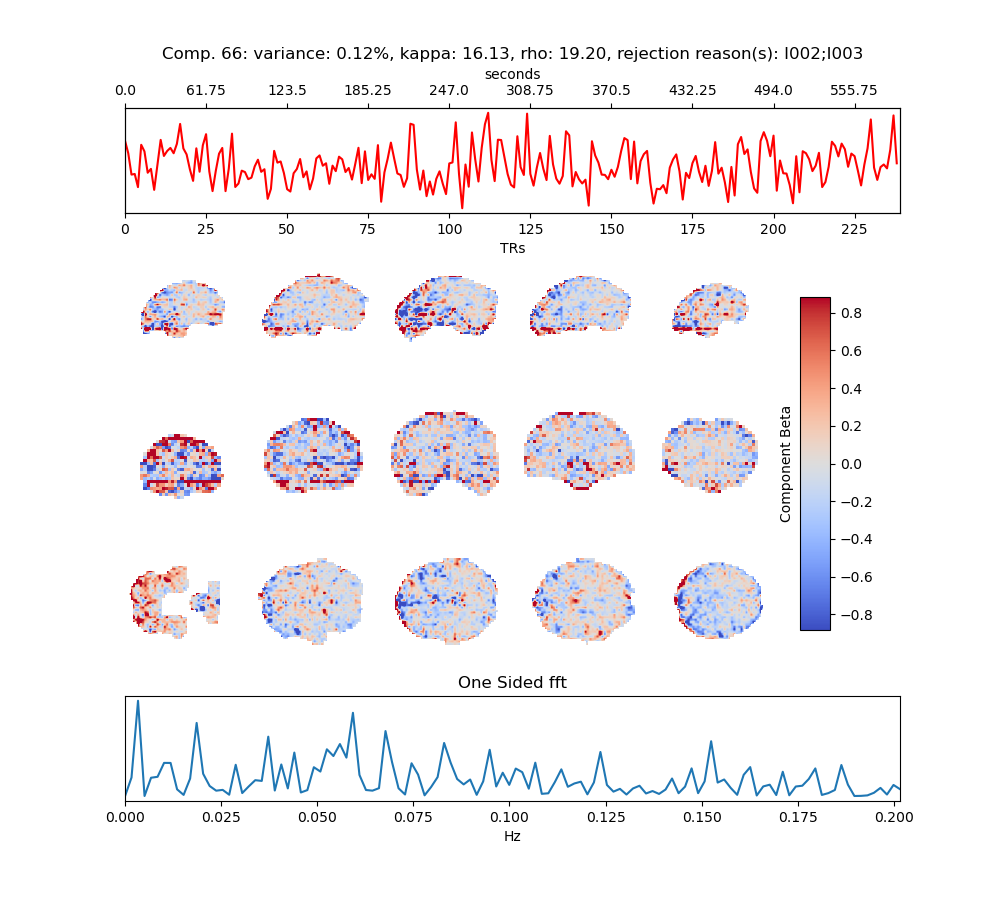 Comp. 66: variance: 0.12%, kappa: 16.13, rho: 19.20, rejection reason(s): I002;I003
seconds
0.0 61.75 123.5 185.25 247.0 308.75 370.5 432.25 494.0 555.75
0 25 50 75 100 125 150 175 200 225
TRs
0.8
0.6
0.4
0.2
0.0
−0.2
−0.4
−0.6
−0.8
Component Beta
One Sided fft
0.000 0.025 0.050 0.075 0.100 0.125 0.150 0.175 0.200
Hz